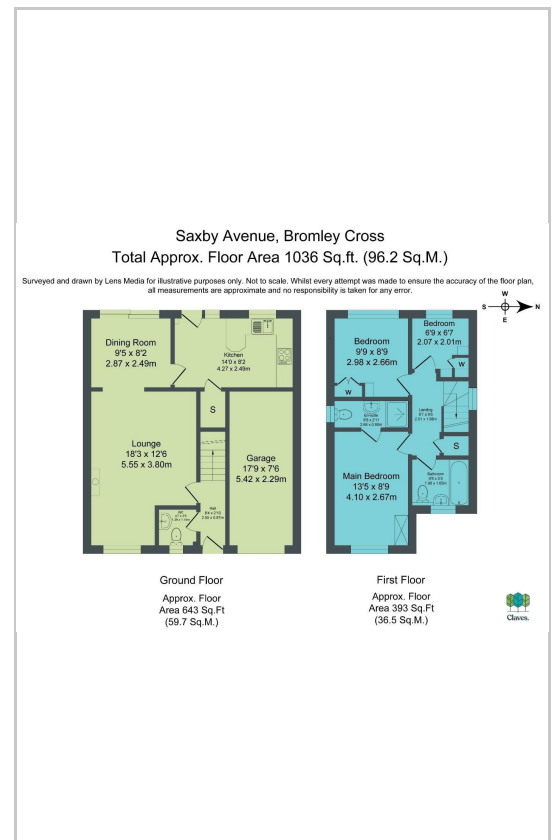 Saxby Avenue, Bromley Cross
Total Approx. Floor Area 1036 Sq.ft. (96.2 Sq.M.)
Surveyed and drawn by Lens Media for illustrative purposes only. Not to scale. Whilst every attempt was made to ensure the accuracy of the floor plan,
all measurements are approximate and no responsibility is taken for any error.
W
S
N
E
Dining Room
9'5 x 8'2
2.87 x 2.49m
Kitchen
14'0 x 8'2
4.27 x 2.49m
S
Lounge
18'3 x 12'6
5.55 x 3.80m
Garage
17'9 x 7'6
5.42 x 2.29m
Hall
WC
Bedroom
9'9 x 8'9
2.98 x 2.66m
W
Bedroom
6'9 x 6'7
2.07 x 2.01m
W
En-suite
Landing
S
Main Bedroom
13'5 x 8'9
4.10 x 2.67m
Bathroom
Ground Floor
Approx. Floor
Area 643 Sq.Ft
(59.7 Sq.M.)
First Floor
Approx. Floor
Area 393 Sq.Ft
(36.5 Sq.M.)
Claves.